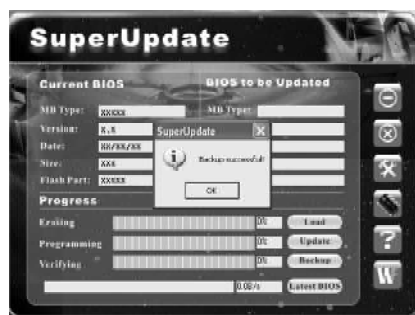 SuperUpdate
Current BIOS
BIOS to be Updated
MB Type: XXXXX
MB Type:
Version: X.X
Date: XX/XX/XX
Size: XXX
Flash Part: XXXXX
SuperUpdate
Backup successful!
OK
Progress
Erasing 0% Load
Programming 0% Update
Verifying 0% Backup
0.0B/s Latest BIOS